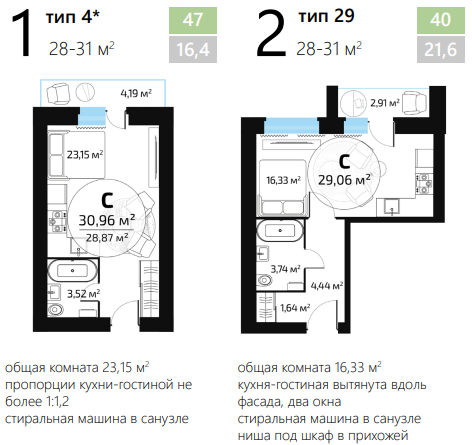 1 тип 4* 47
28-31 м² 16,4
4,19 м²
23,15 м²
С
30,96 м²
28,87 м²
3,52 м²
общая комната 23,15 м²
пропорции кухни-гостиной не
более 1:1,2
стиральная машина в санузле
2 тип 29 40
28-31 м² 21,6
2,91 м²
С
16,33 м² 29,06 м²
3,74 м²
4,44 м²
1,64 м²
общая комната 16,33 м²
кухня-гостиная вытянута вдоль
фасада, два окна
стиральная машина в санузле
ниша под шкаф в прихожей